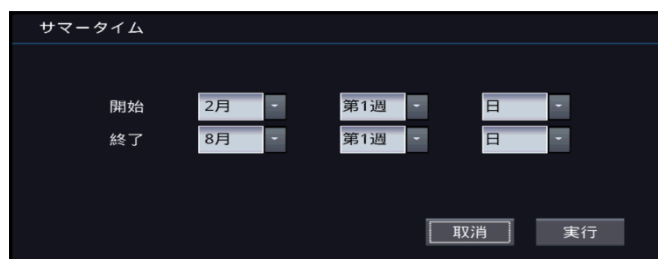 サマータイム
開始 2月 第1週 日
終了 8月 第1週 日
取消 実行